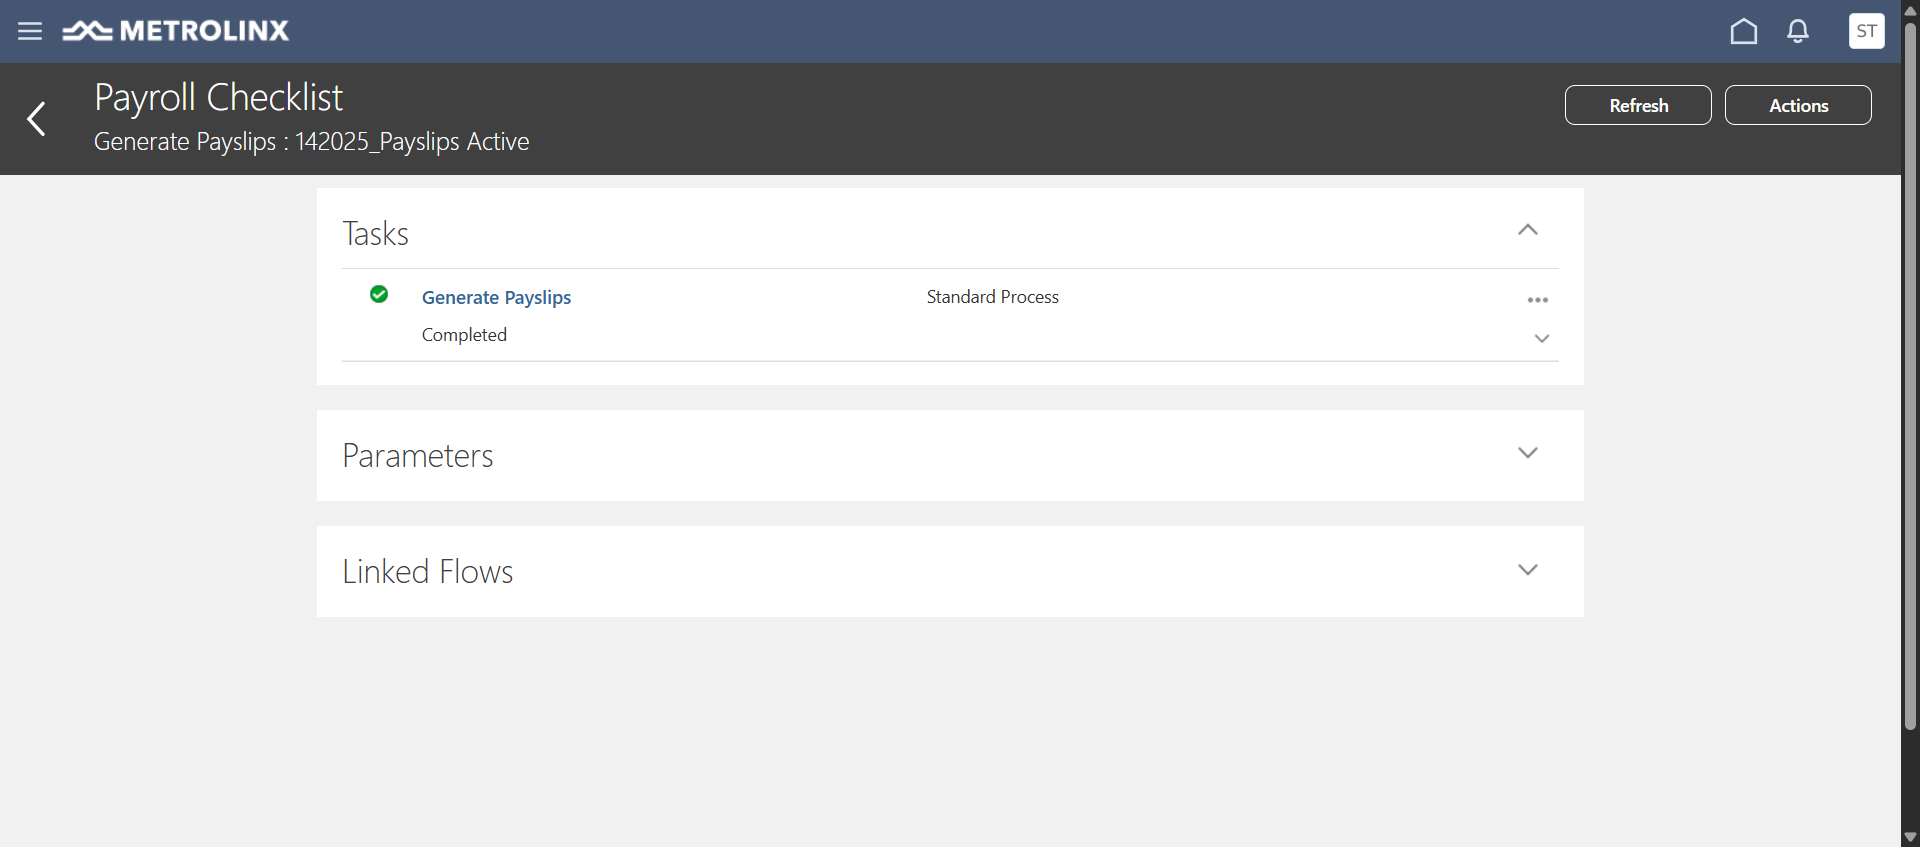 METROLINX
ST
Payroll Checklist
Generate Payslips : 142025_Payslips Active
Refresh
Actions
Tasks
Generate Payslips
Standard Process
Completed
Parameters
Linked Flows